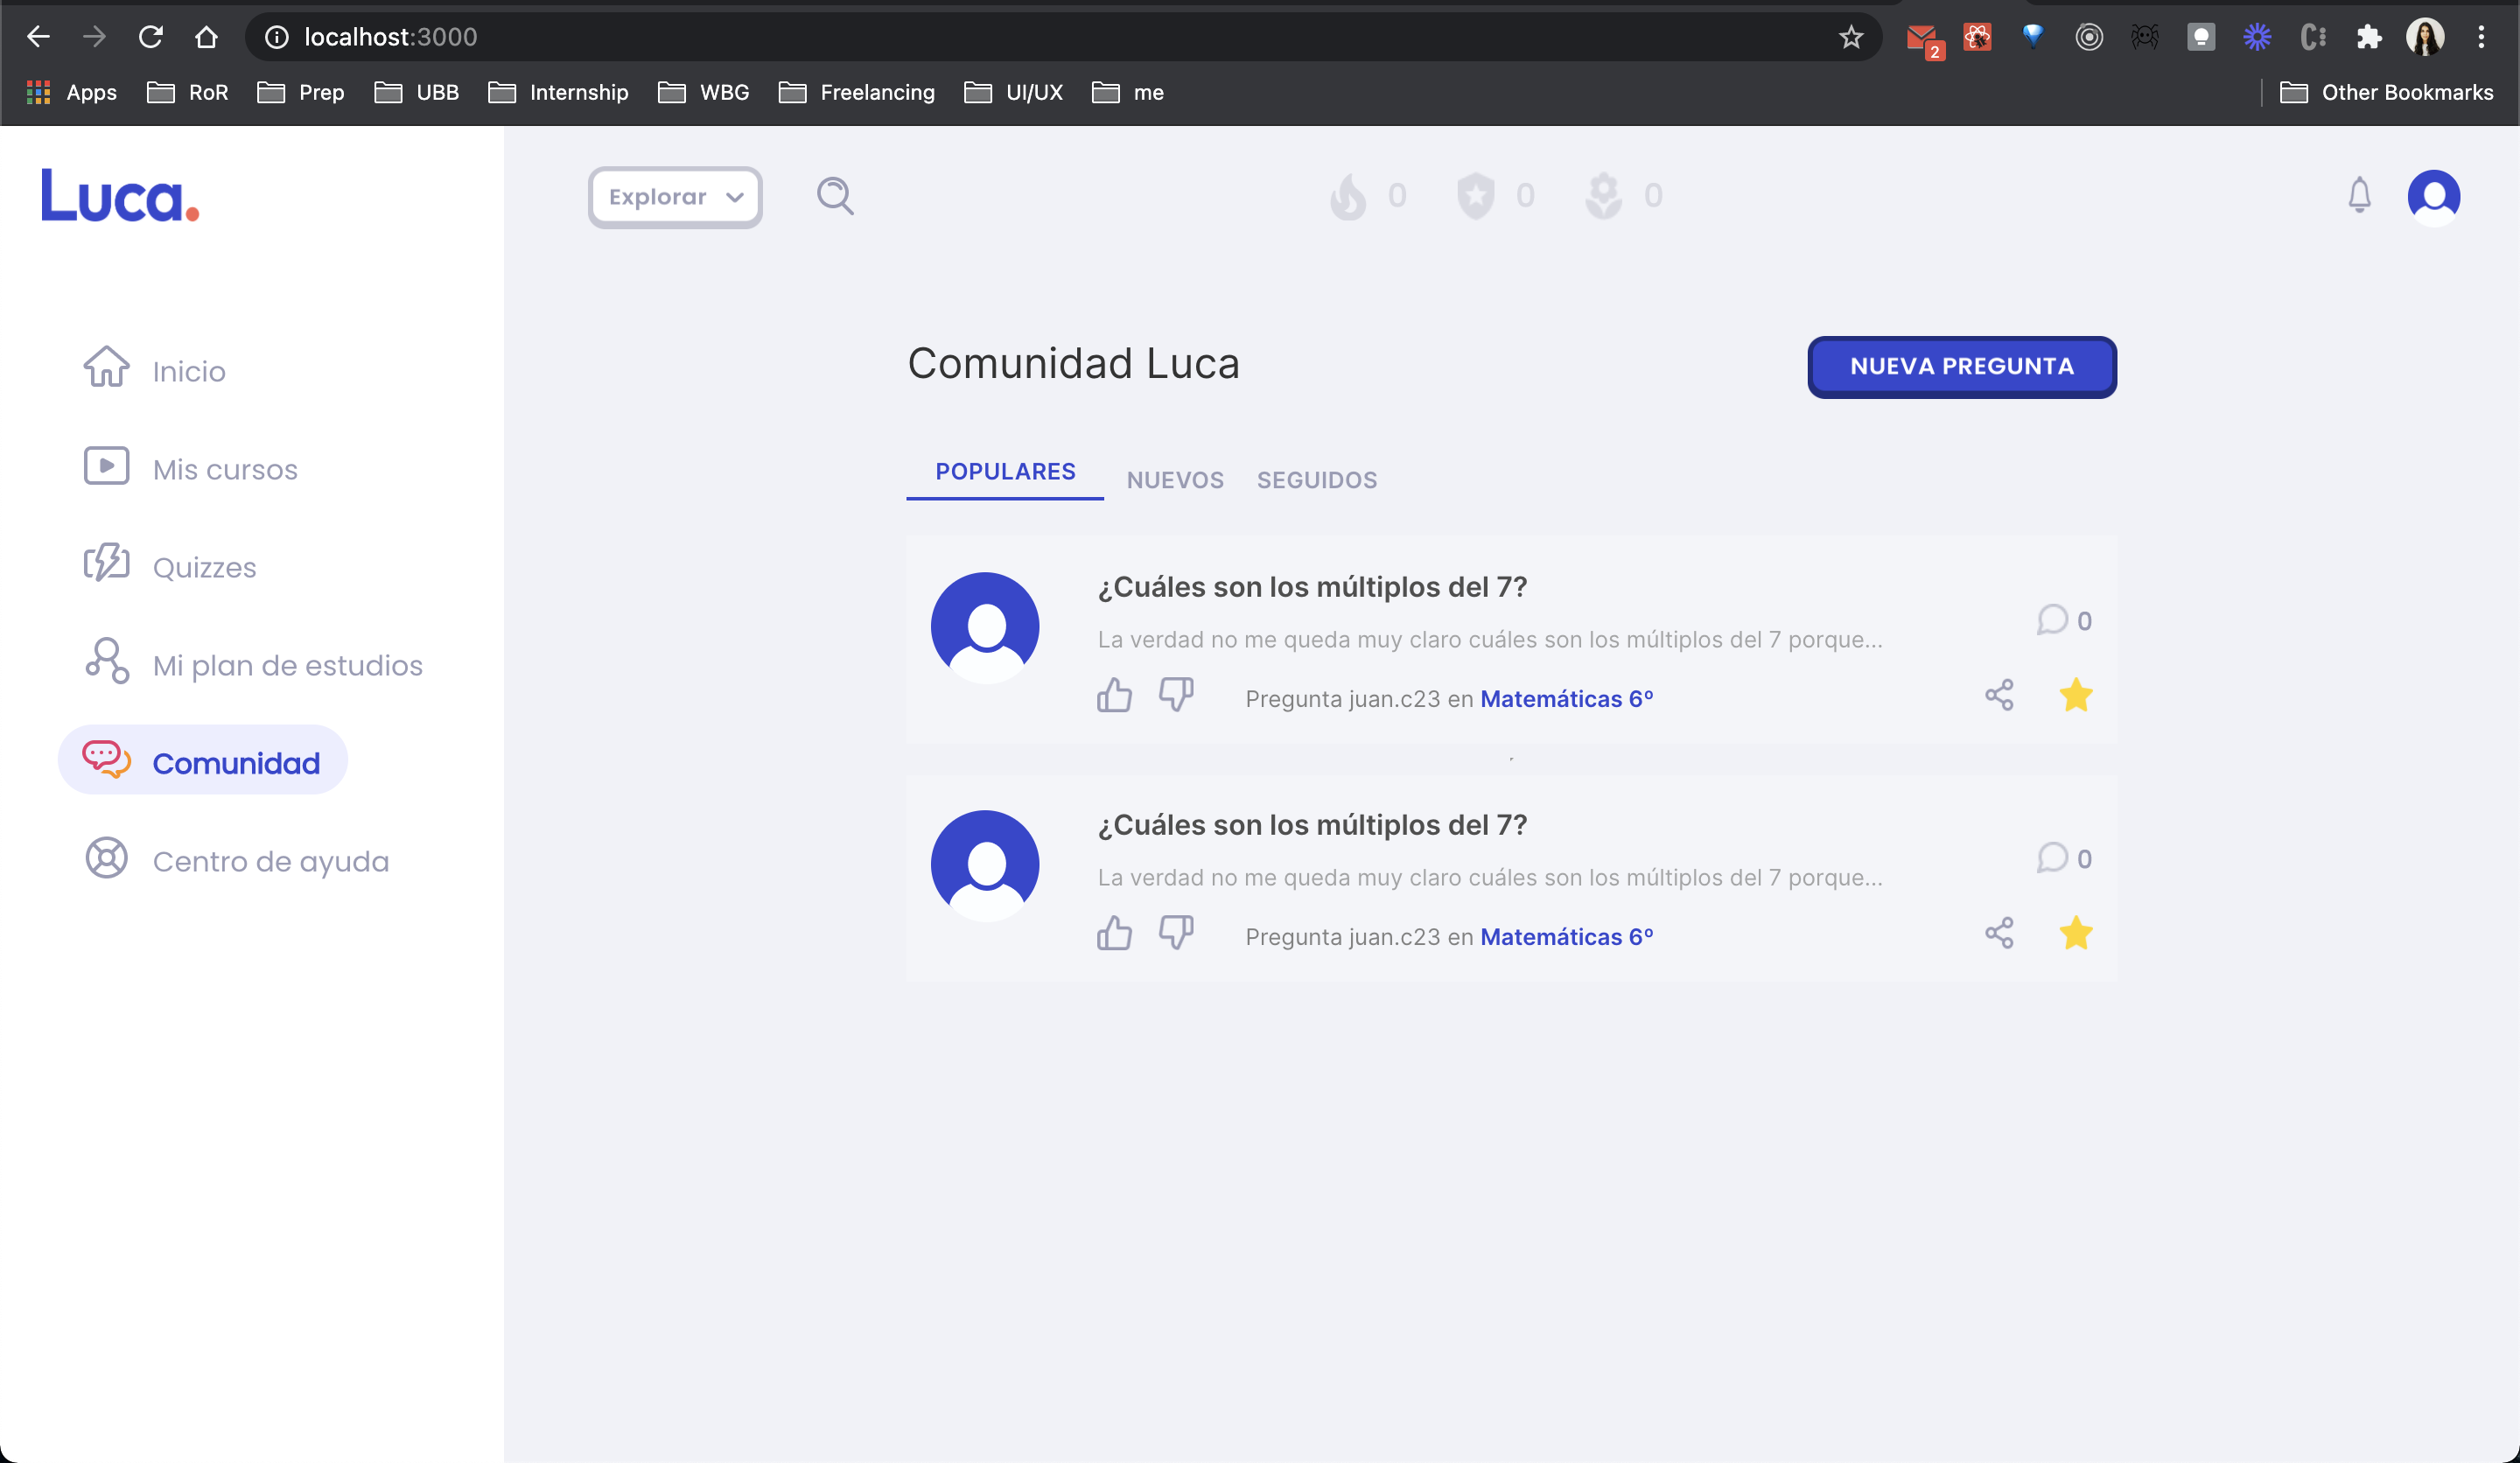 localhost:3000
2
Apps RoR Prep UBB Internship WBG Freelancing UI/UX me Other Bookmarks
Luca.
Explorar
0 0 0
Inicio
Mis cursos
Quizzes
Mi plan de estudios
Comunidad
Centro de ayuda
Comunidad Luca
NUEVA PREGUNTA
POPULARES NUEVOS SEGUIDOS
¿Cuáles son los múltiplos del 7?
La verdad no me queda muy claro cuáles son los múltiplos del 7 porque...
0
Pregunta juan.c23 en Matemáticas 6º
¿Cuáles son los múltiplos del 7?
La verdad no me queda muy claro cuáles son los múltiplos del 7 porque...
0
Pregunta juan.c23 en Matemáticas 6º